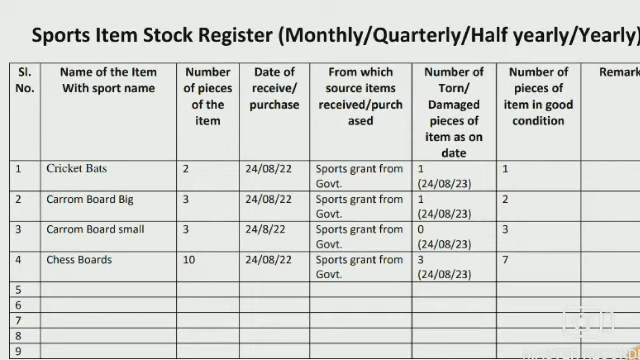 Sports Item Stock Register (Monthly/Quarterly/Half yearly/Yearly)
Sl. No. Name of the Item With sport name Number of pieces of the item Date of receive/ purchase From which source items received/purch ased Number of Torn/ Damaged pieces of item as on date Number of pieces of item in good condition Remark
1 Cricket Bats 2 24/08/22 Sports grant from Govt. 1 (24/08/23) 1
2 Carrom Board Big 3 24/08/22 Sports grant from Govt. 1 (24/08/23) 2
3 Carrom Board small 3 24/8/22 Sports grant from Govt. 0 (24/08/23) 3
4 Chess Boards 10 24/08/22 Sports grant from Govt. 3 (24/08/23) 7
5
6
7
8
9